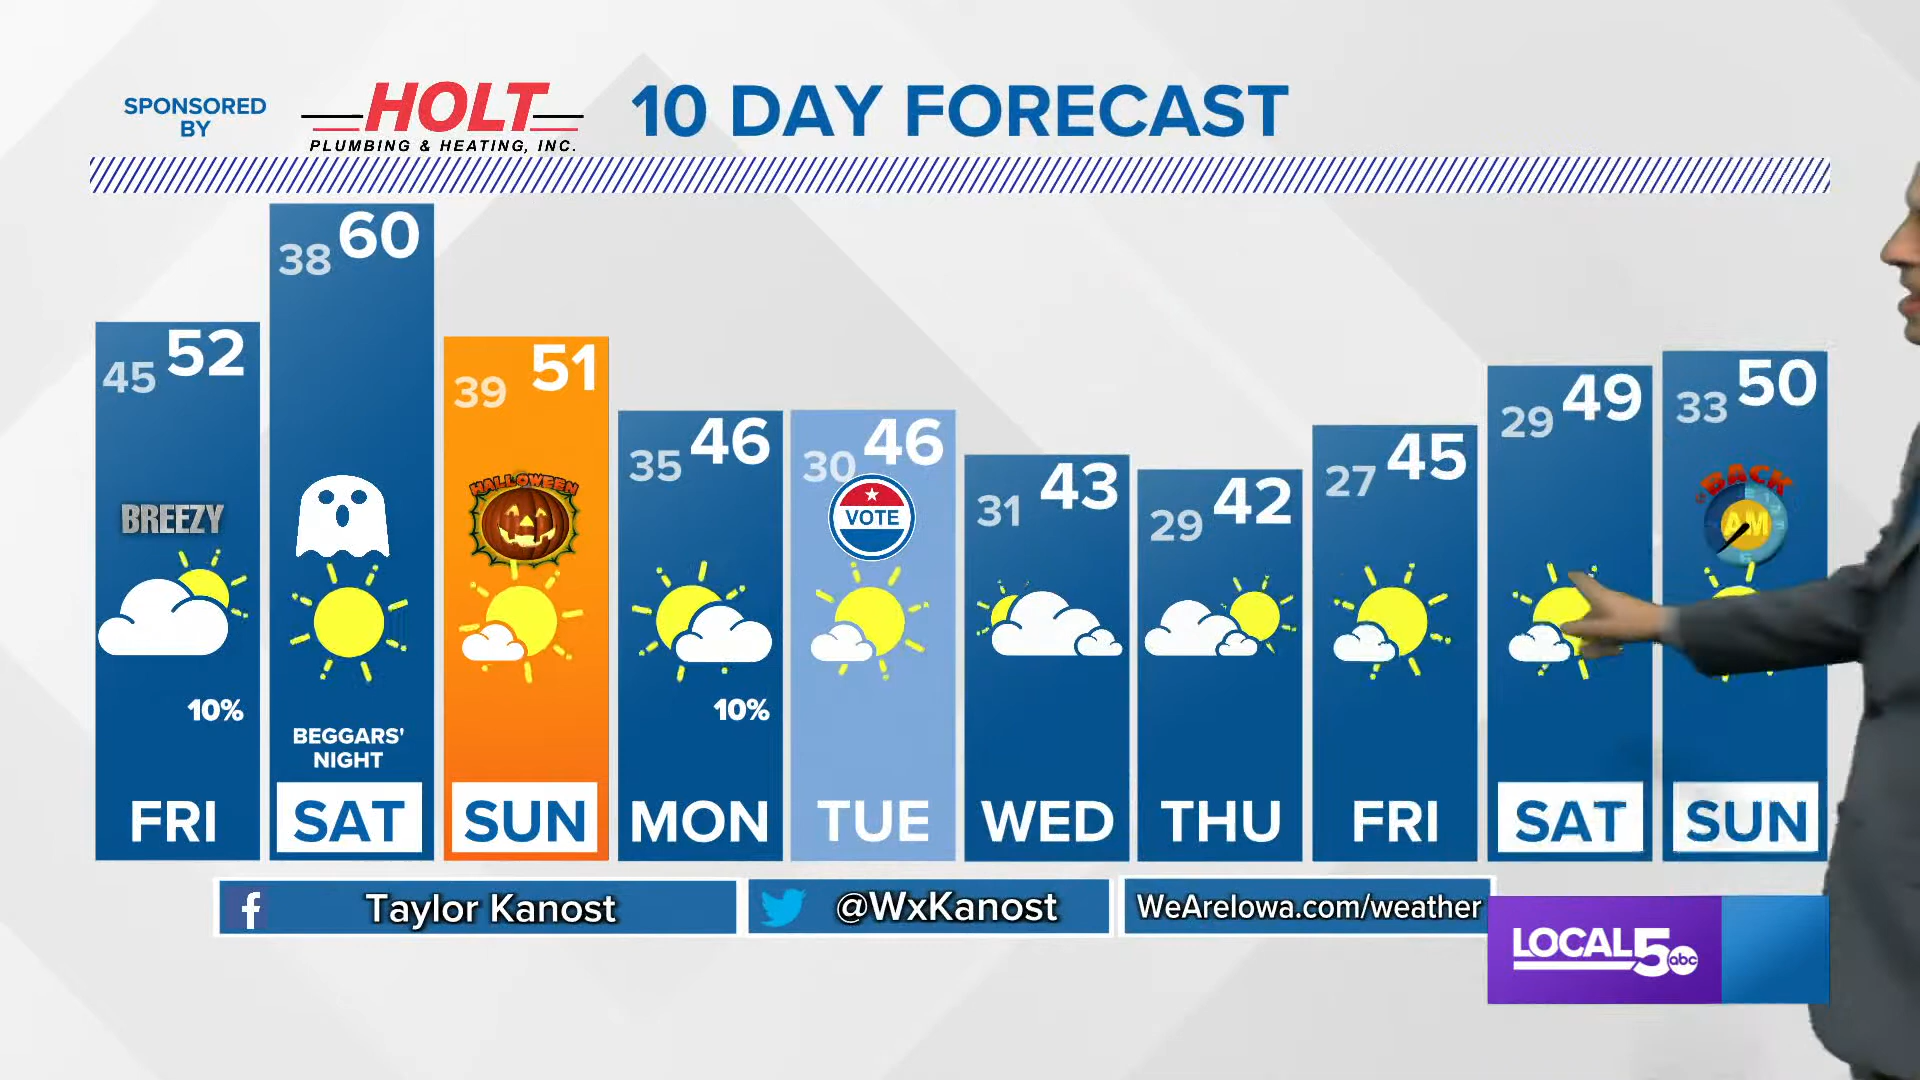 SPONSORED
BY
HOLT
PLUMBING & HEATING, INC.
10 DAY FORECAST
45 52
38 60
39 51
35 46
30 46
31 43
29 42
27 45
29 49
33 50
BREEZY
HALLOWEEN
VOTE
BACK
AM
10%
10%
BEGGARS'
NIGHT
FRI
SAT
SUN
MON
TUE
WED
THU
FRI
SAT
SUN
f
Taylor Kanost
@WxKanost
WeAreIowa.com/weather
LOCAL 5 abc